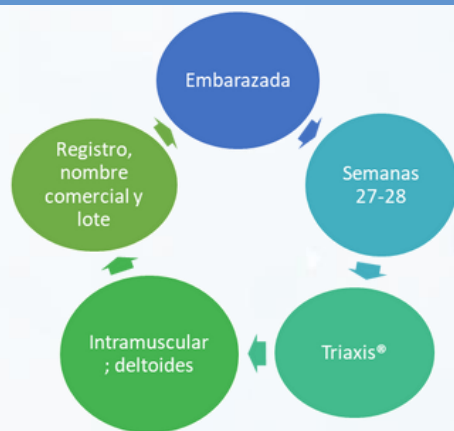 Embarazada
Semanas
27-28
Triaxis®
Intramuscular
; deltoides
Registro,
nombre
comercial y
lote